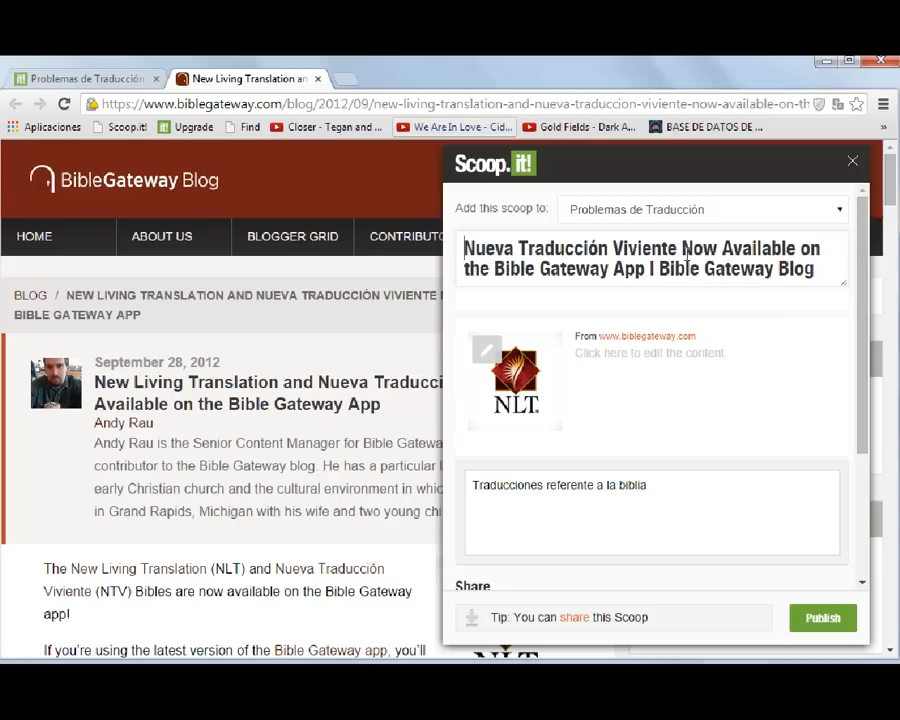 Problemas de Traducción
New Living Translation an
https://www.biblegateway.com/blog/2012/09/new-living-translation-and-nueva-traduccion-viviente-now-available-on-th
Aplicaciones
Scoop.it!
it!
Upgrade
Find
Closer - Tegan and ...
We Are In Love - Cid...
Gold Fields - Dark A...
BASE DE DATOS DE ...
»
BibleGateway Blog
HOME
ABOUT US
BLOGGER GRID
CONTRIBUTO
BLOG / NEW LIVING TRANSLATION AND NUEVA TRADUCCIÓN VIVIENTE
BIBLE GATEWAY APP
September 28, 2012
New Living Translation and Nueva Traducci
Available on the Bible Gateway App
Andy Rau
Andy Rau is the Senior Content Manager for Bible Gatewa
contributor to the Bible Gateway blog. He has a particular l
early Christian church and the cultural environment in whic
in Grand Rapids, Michigan with his wife and two young chi
The New Living Translation (NLT) and Nueva Traducción
Viviente (NTV) Bibles are now available on the Bible Gateway
app!
If you're using the latest version of the Bible Gateway app, you'll
NLT
Scoop.it!
Add this scoop to:
Problemas de Traducción
Nueva Traducción Viviente Now Available on
the Bible Gateway App | Bible Gateway Blog
NLT.
From www.biblegateway.com
Click here to edit the content
Traducciones referente a la biblia
Share
Tip: You can share this Scoop
Publish